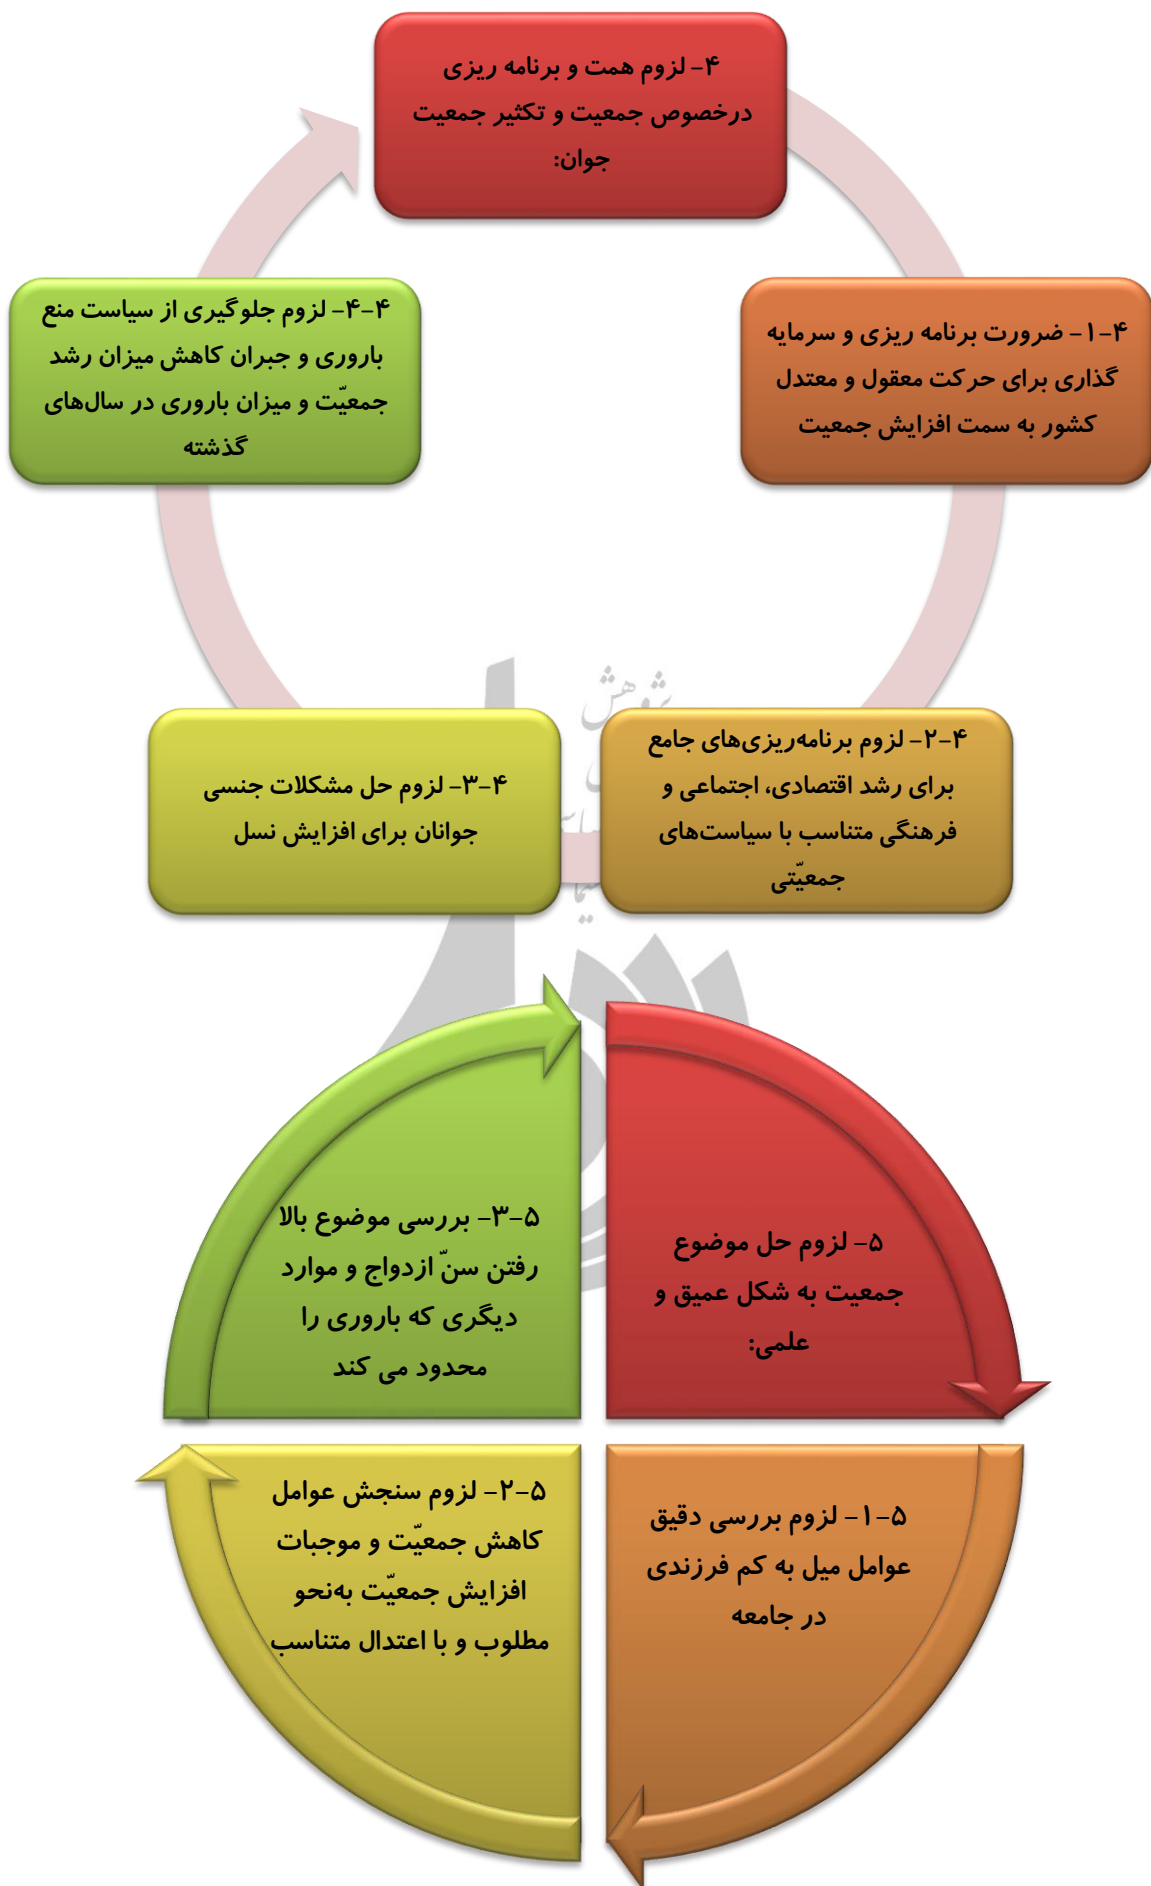 ۴- لزوم همت و برنامه ریزی
درخصوص جمعیت و تکثیر جمعیت
جوان:
۴-۱- ضرورت برنامه ریزی و سرمایه
گذاری برای حرکت معقول و معتدل
کشور به سمت افزایش جمعیت
۴-۲- لزوم برنامه‌ریزی‌های جامع
برای رشد اقتصادی، اجتماعی و
فرهنگی متناسب با سیاست‌های
جمعیّتی
۴-۳- لزوم حل مشکلات جنسی
جوانان برای افزایش نسل
۴-۴- لزوم جلوگیری از سیاست منع
باروری و جبران کاهش میزان رشد
جمعیّت و میزان باروری در سال‌های
گذشته
پژوهش
۵- لزوم حل موضوع
جمعیت به شکل عمیق و
علمی:
۵-۱- لزوم بررسی دقیق
عوامل میل به کم فرزندی
در جامعه
۵-۲- لزوم سنجش عوامل
کاهش جمعیّت و موجبات
افزایش جمعیّت به‌نحو
مطلوب و با اعتدال متناسب
۵-۳- بررسی موضوع بالا
رفتن سنّ ازدواج و موارد
دیگری که باروری را
محدود می کند